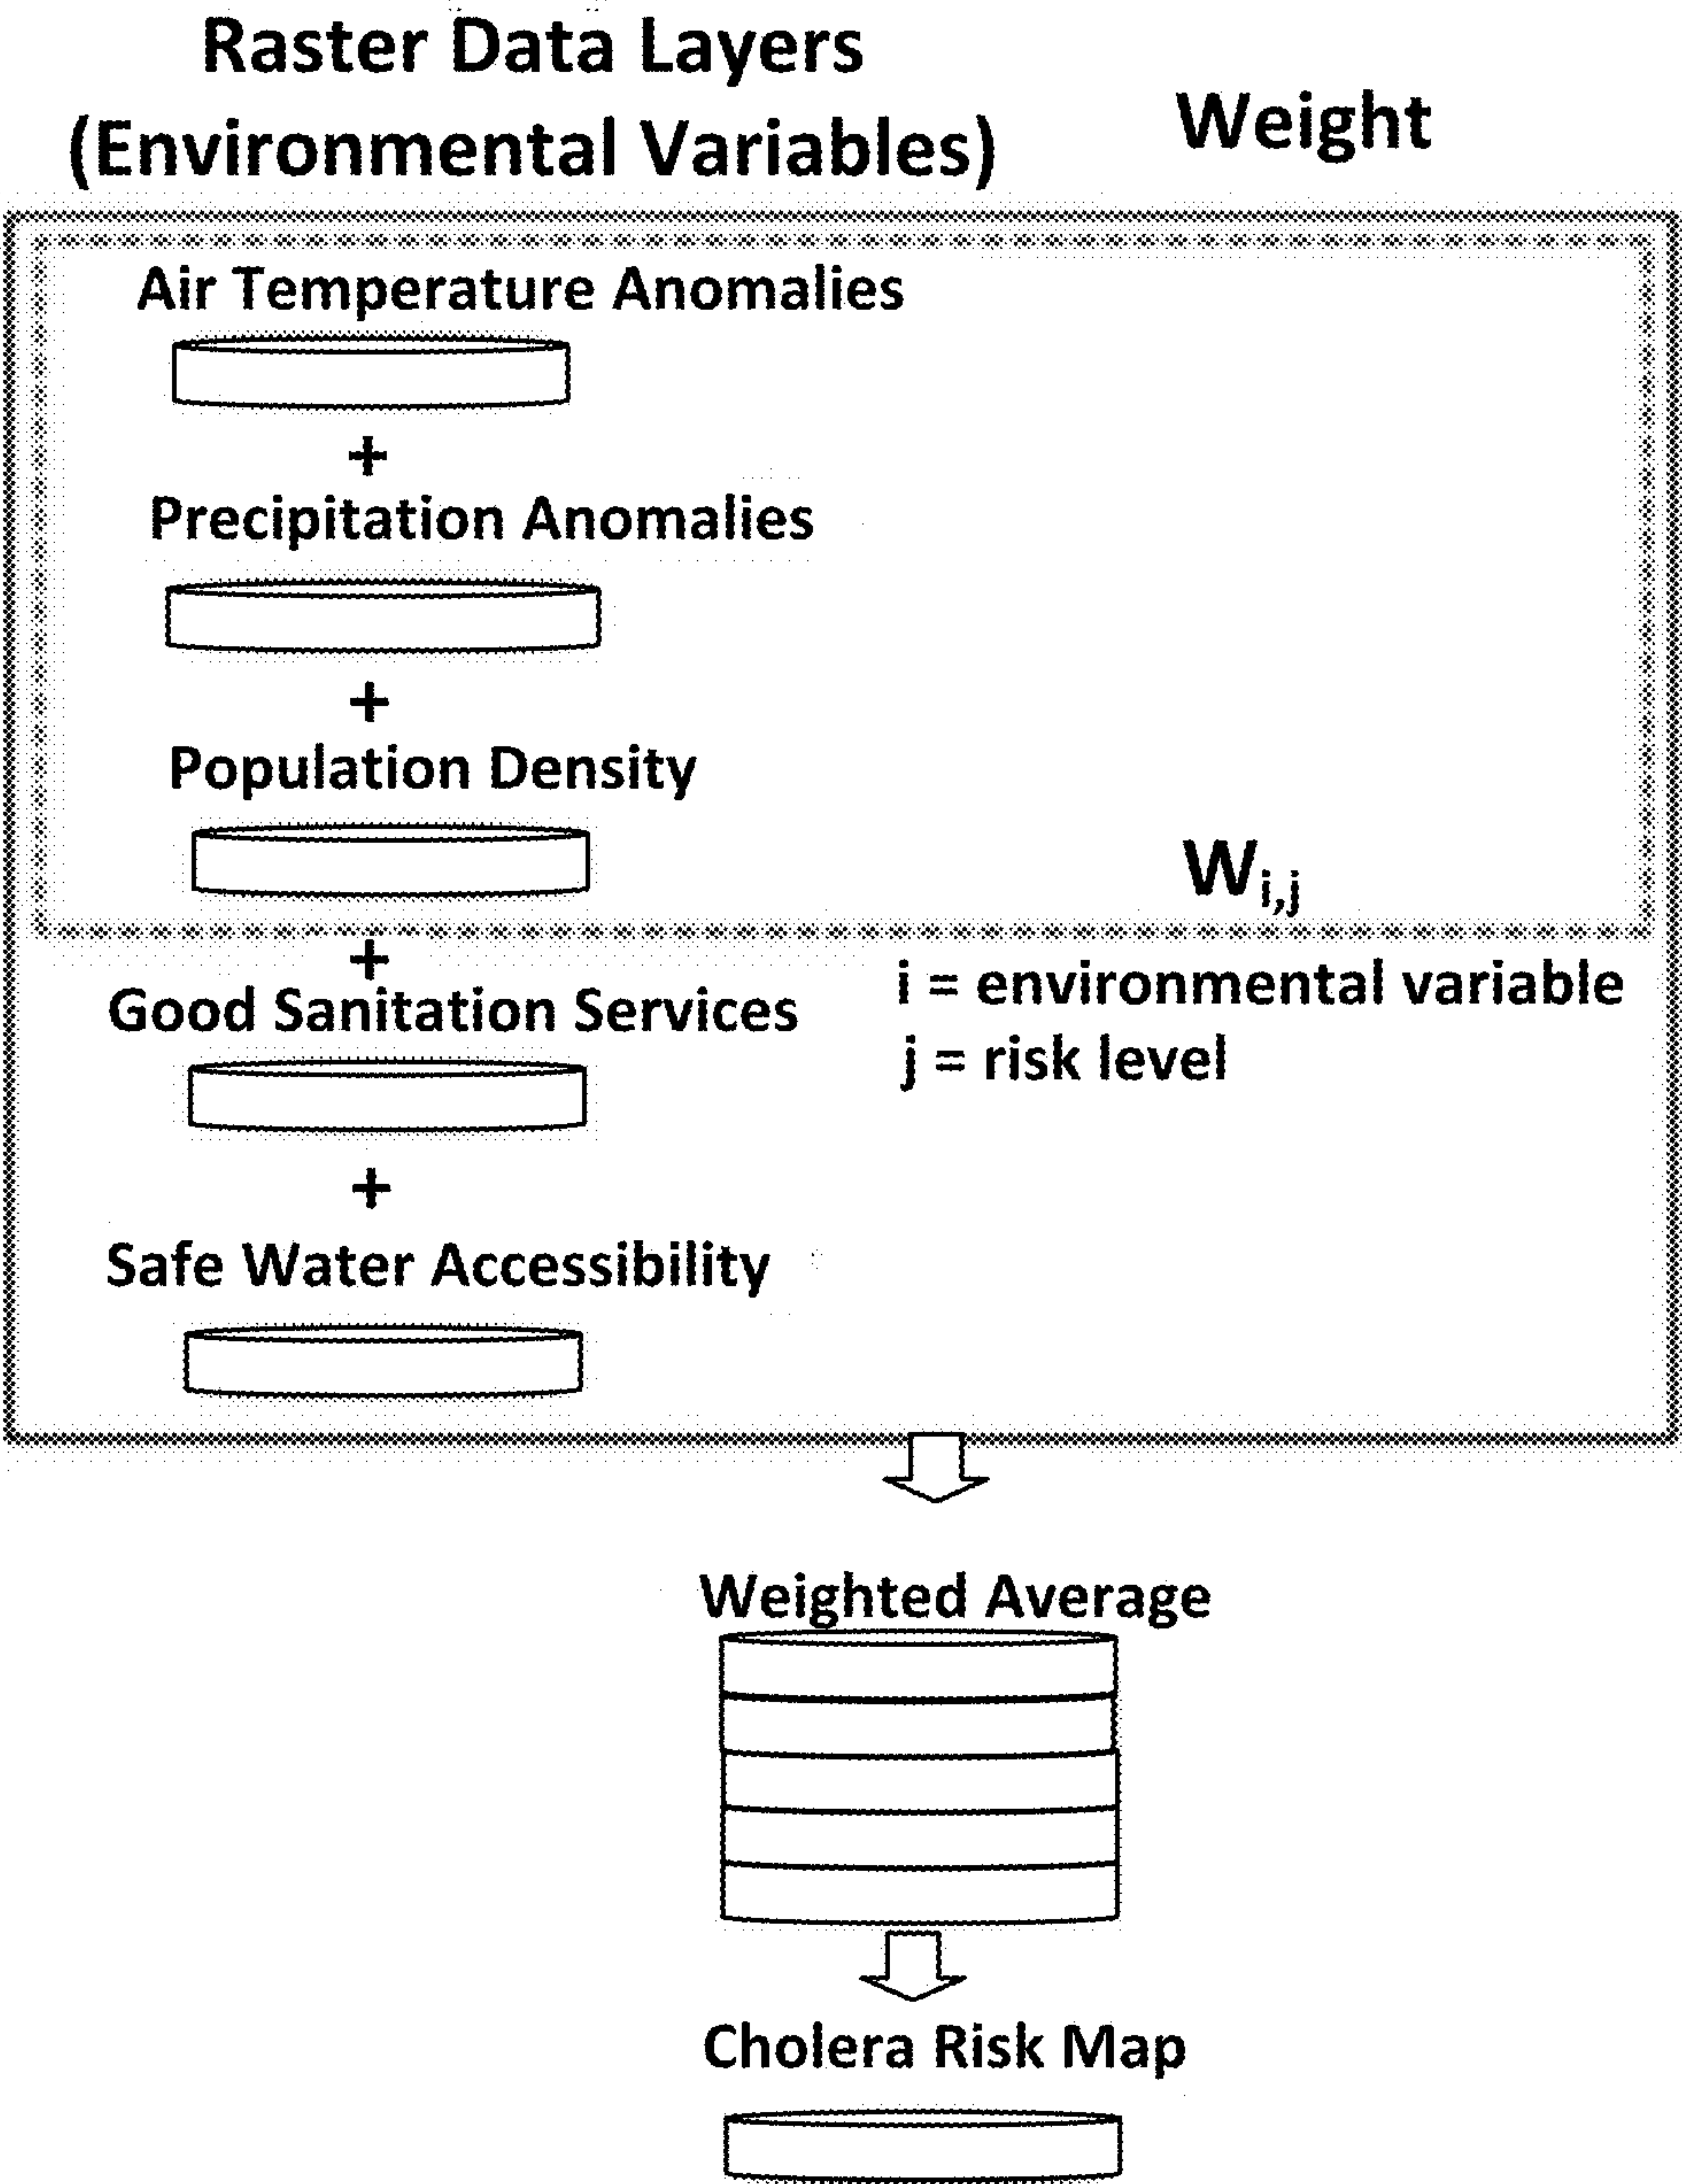 Raster Data Layers
(Environmental Variables)
Weight
Air Temperature Anomalies
+
Precipitation Anomalies
+
Population Density
W_{i,j}
+
Good Sanitation Services
i = environmental variable
j = risk level
+
Safe Water Accessibility
Weighted Average
Cholera Risk Map